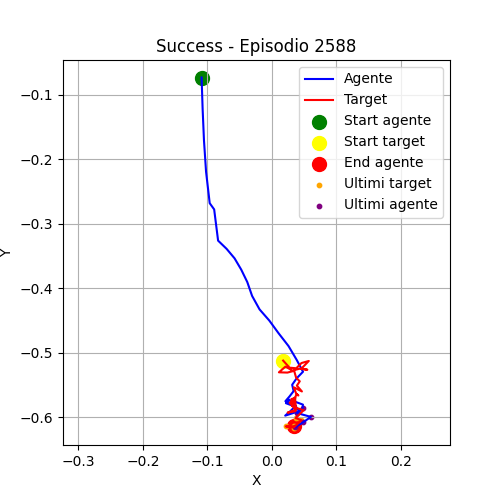 Success - Episodio 2588
Agente
Target
Start agente
Start target
End agente
Ultimi target
Ultimi agente
Y
−0.1
−0.2
−0.3
−0.4
−0.5
−0.6
−0.3
−0.2
−0.1
0.0
0.1
0.2
X